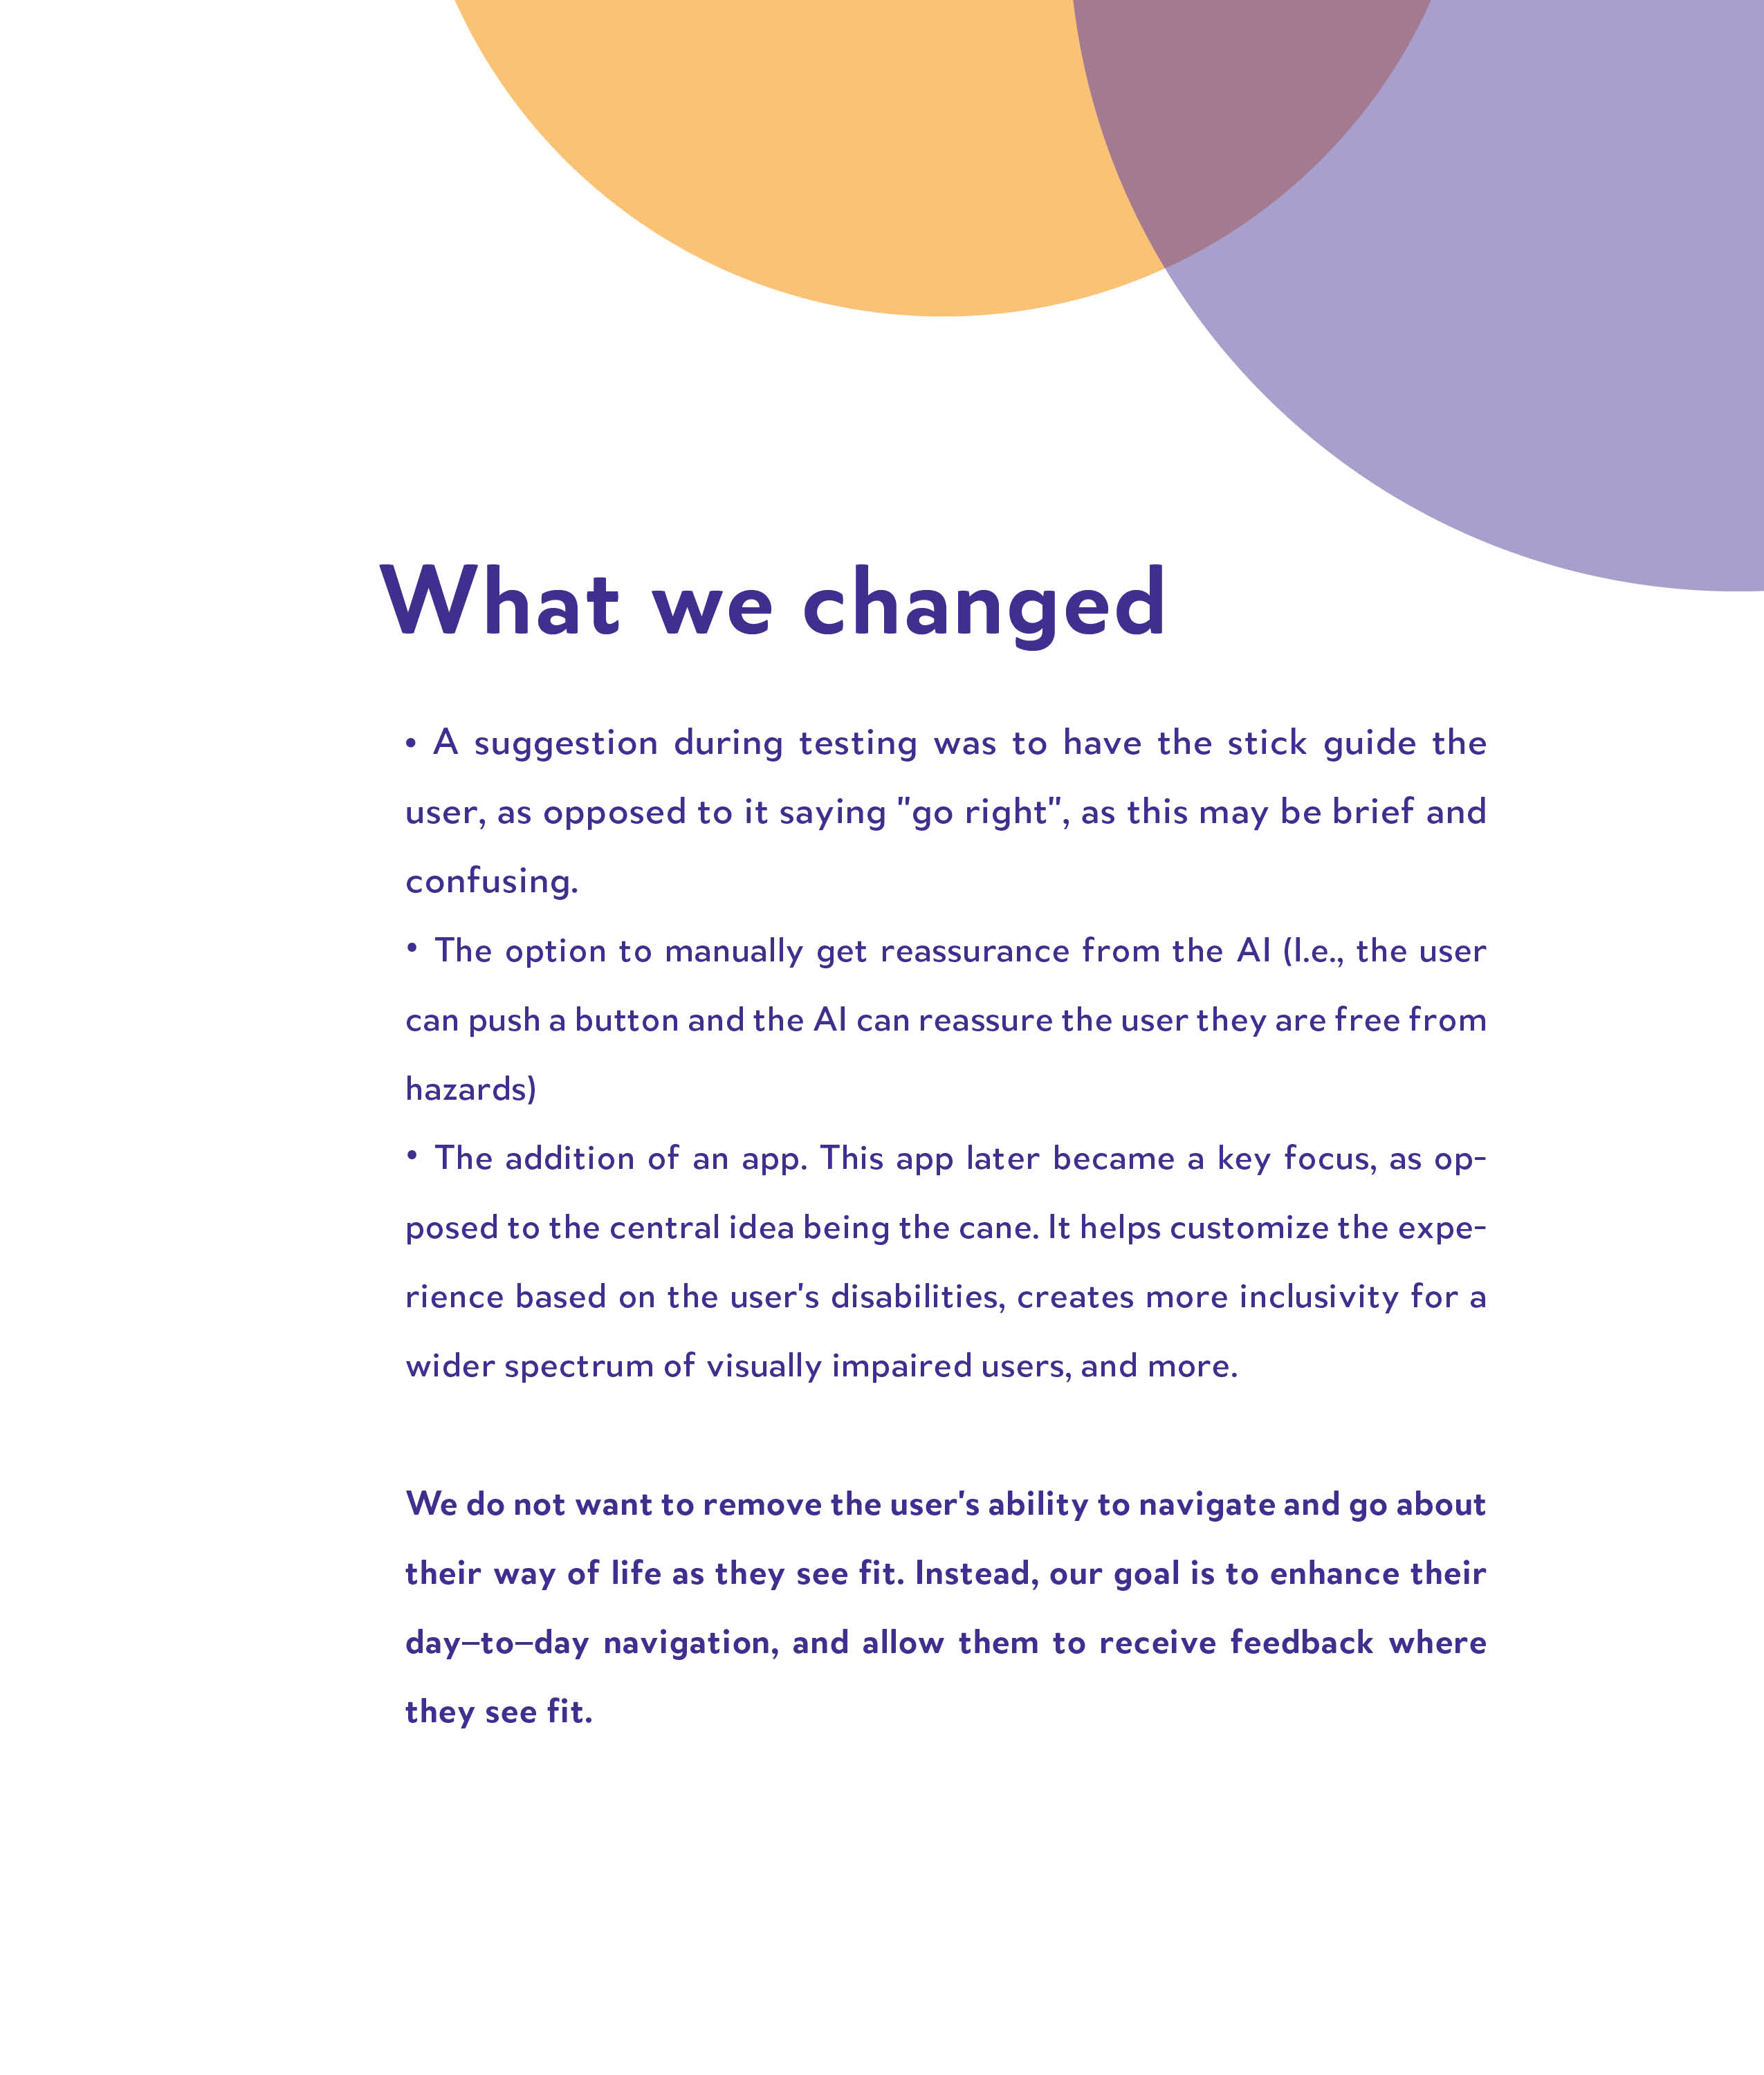 What we changed
• A suggestion during testing was to have the stick guide the
user, as opposed to it saying "go right", as this may be brief and
confusing.
• The option to manually get reassurance from the AI (I.e., the user
can push a button and the AI can reassure the user they are free from
hazards)
• The addition of an app. This app later became a key focus, as op-
posed to the central idea being the cane. It helps customize the expe-
rience based on the user's disabilities, creates more inclusivity for a
wider spectrum of visually impaired users, and more.
We do not want to remove the user's ability to navigate and go about
their way of life as they see fit. Instead, our goal is to enhance their
day–to–day navigation, and allow them to receive feedback where
they see fit.